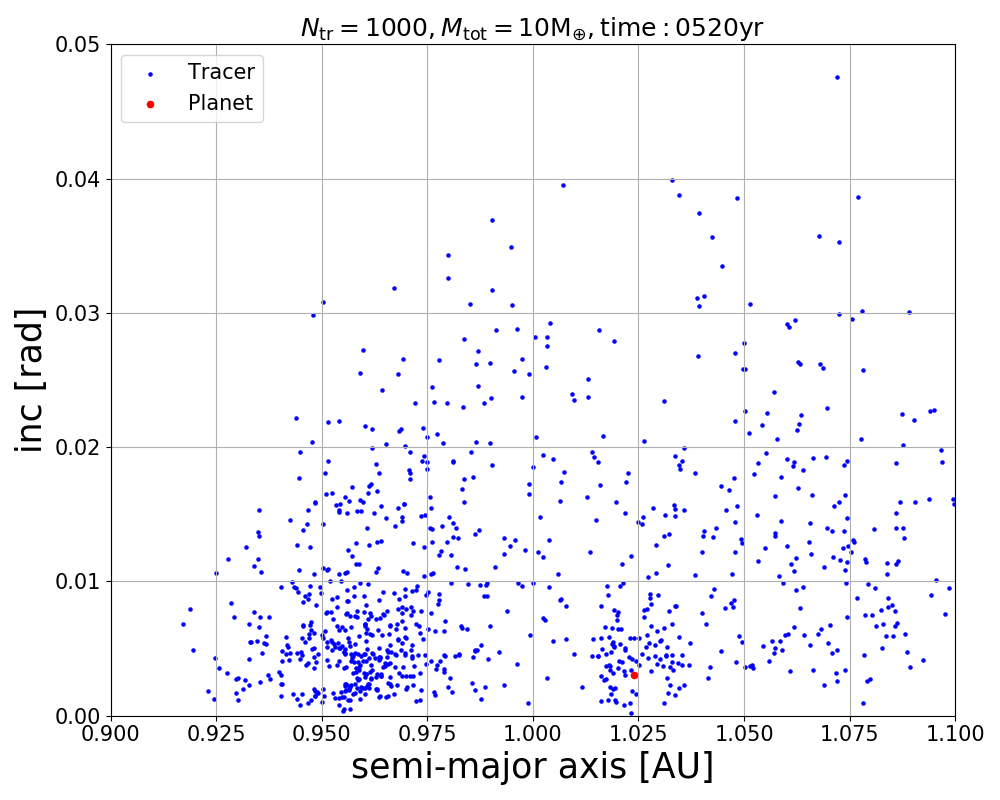 N_tr = 1000, M_tot = 10M_⊕, time : 0520yr
0.05
Tracer
Planet
0.04
0.03
inc [rad]
0.02
0.01
0.00
0.900 0.925 0.950 0.975 1.000 1.025 1.050 1.075 1.100
semi-major axis [AU]